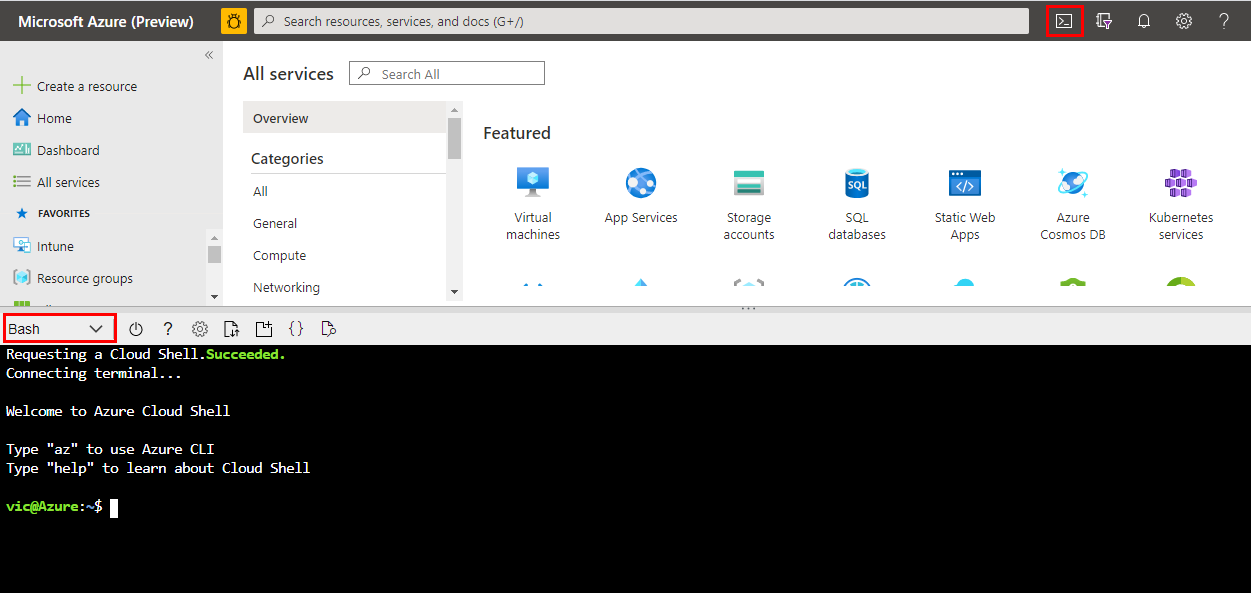 Microsoft Azure (Preview)
Search resources, services, and docs (G+/)
?
«
Create a resource
Home
Dashboard
All services
FAVORITES
Intune
Resource groups
All services
Search All
Overview
Categories
All
General
Compute
Networking
Featured
Virtual
machines
App Services
Storage
accounts
SQL
SQL
databases
Static Web
Apps
Azure
Cosmos DB
Kubernetes
services
Bash
?
{}
Requesting a Cloud Shell.Succeeded.
Connecting terminal...
Welcome to Azure Cloud Shell
Type "az" to use Azure CLI
Type "help" to learn about Cloud Shell
vic@Azure:~$